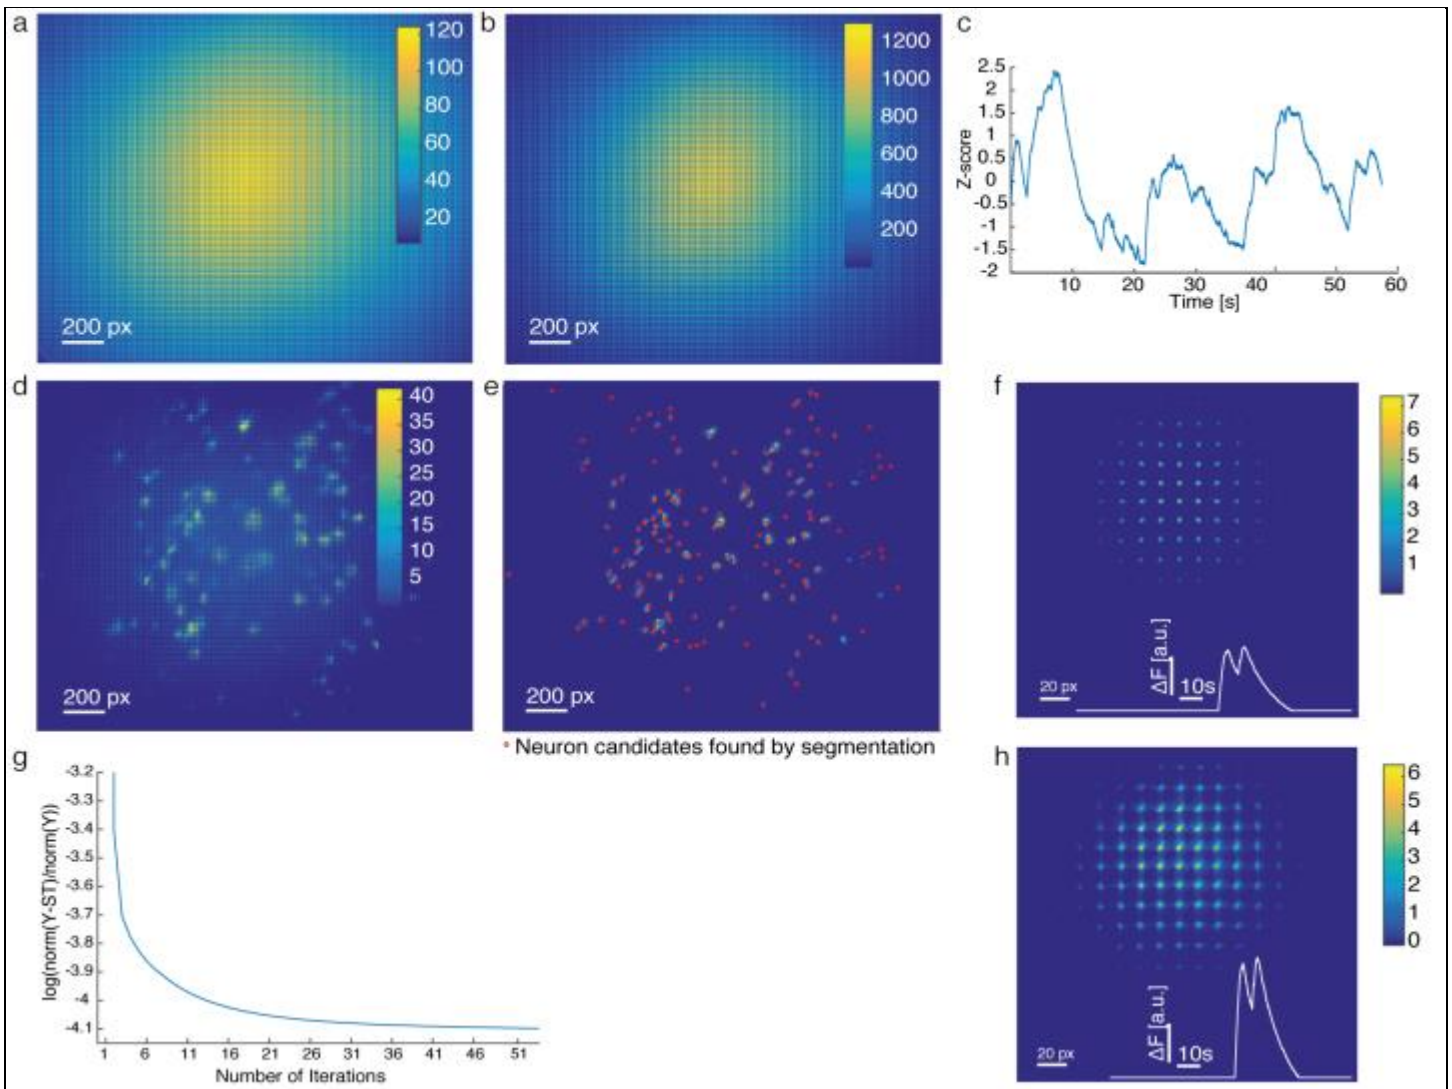 a
120
100
80
60
40
20
200 px
b
1200
1000
800
600
400
200
200 px
c
2.5
2
1.5
1
0.5
0
-0.5
-1
-1.5
-2
Z-score
10 20 30 40 50 60
Time [s]
d
40
35
30
25
20
15
10
5
200 px
e
200 px
• Neuron candidates found by segmentation
f
7
6
5
4
3
2
1
ΔF [a.u.]
10s
20 px
g
-3.2
-3.3
-3.4
-3.5
-3.6
-3.7
-3.8
-3.9
-4
-4.1
log(norm(Y-ST)/norm(Y))
1 6 11 16 21 26 31 36 41 46 51
Number of Iterations
h
6
5
4
3
2
1
0
ΔF [a.u.]
10s
20 px